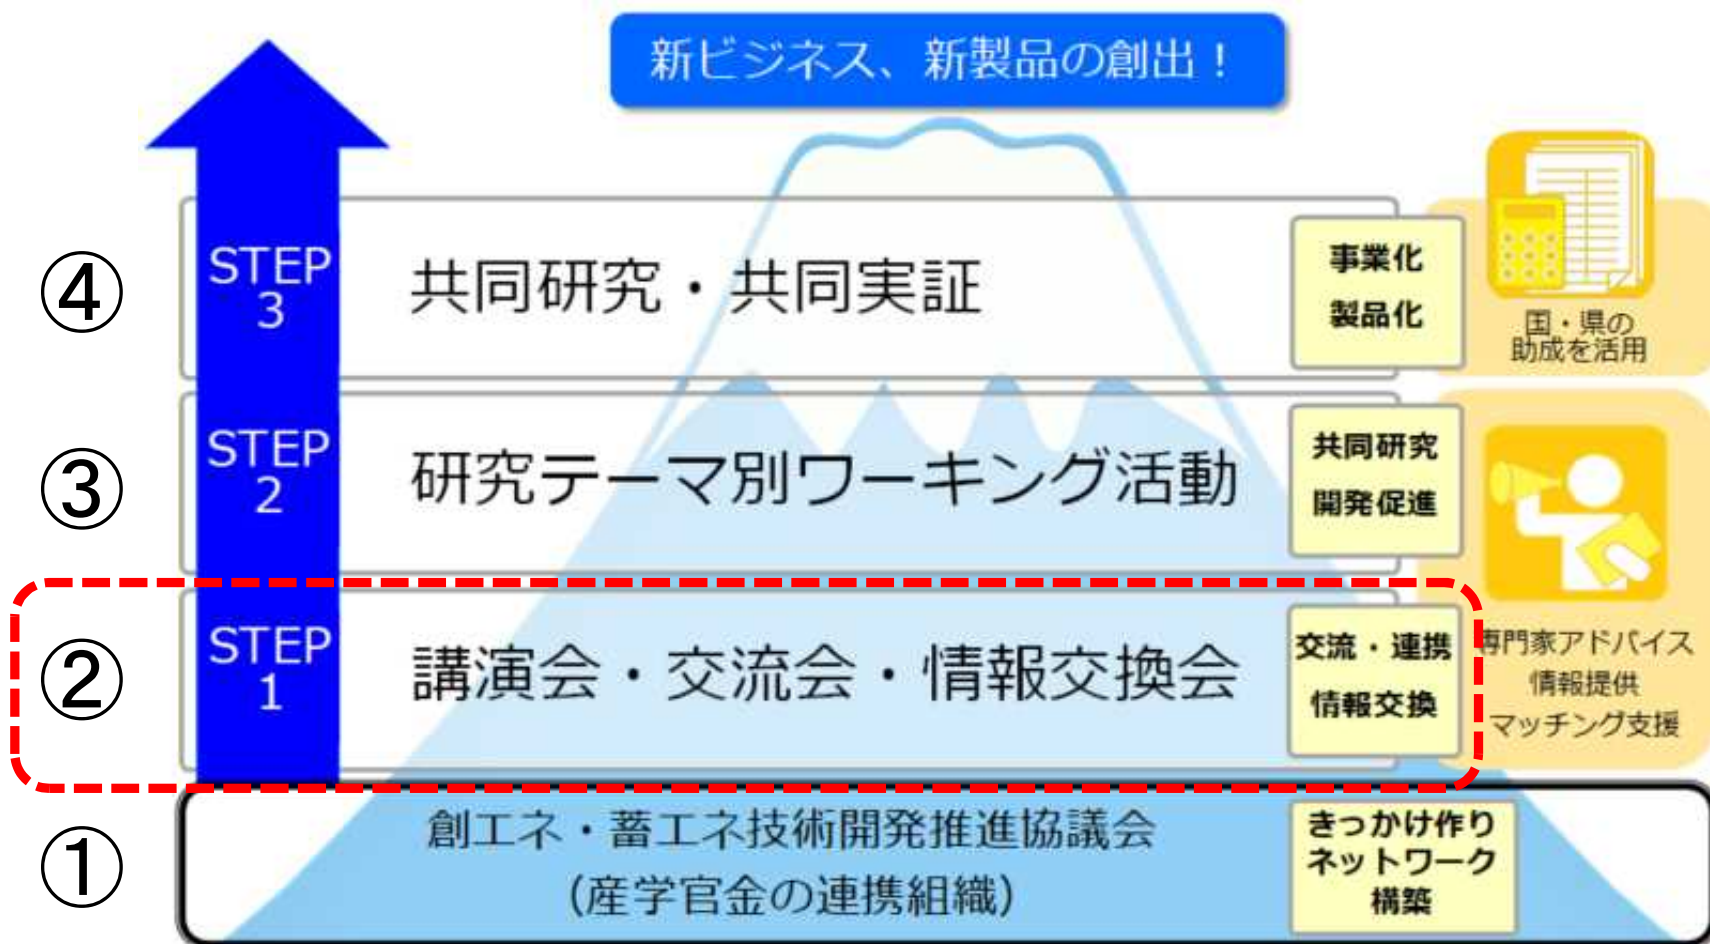 新ビジネス、新製品の創出！
④
STEP
3
共同研究・共同実証
事業化
製品化
国・県の
助成を活用
③
STEP
2
研究テーマ別ワーキング活動
共同研究
開発促進
②
STEP
1
講演会・交流会・情報交換会
交流・連携
情報交換
専門家アドバイス
情報提供
マッチング支援
①
創エネ・蓄エネ技術開発推進協議会
（産学官金の連携組織）
きっかけ作り
ネットワーク
構築